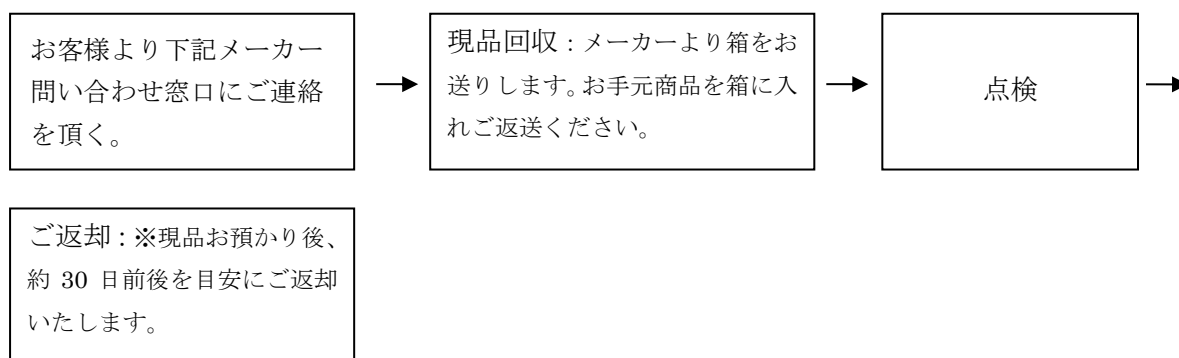 お客様より下記メーカー
問い合わせ窓口にご連絡
を頂く。
現品回収：メーカーより箱をお
送りします。お手元商品を箱に入
れご返送ください。
点検
ご返却：※現品お預かり後、
約 30 日前後を目安にご返却
いたします。